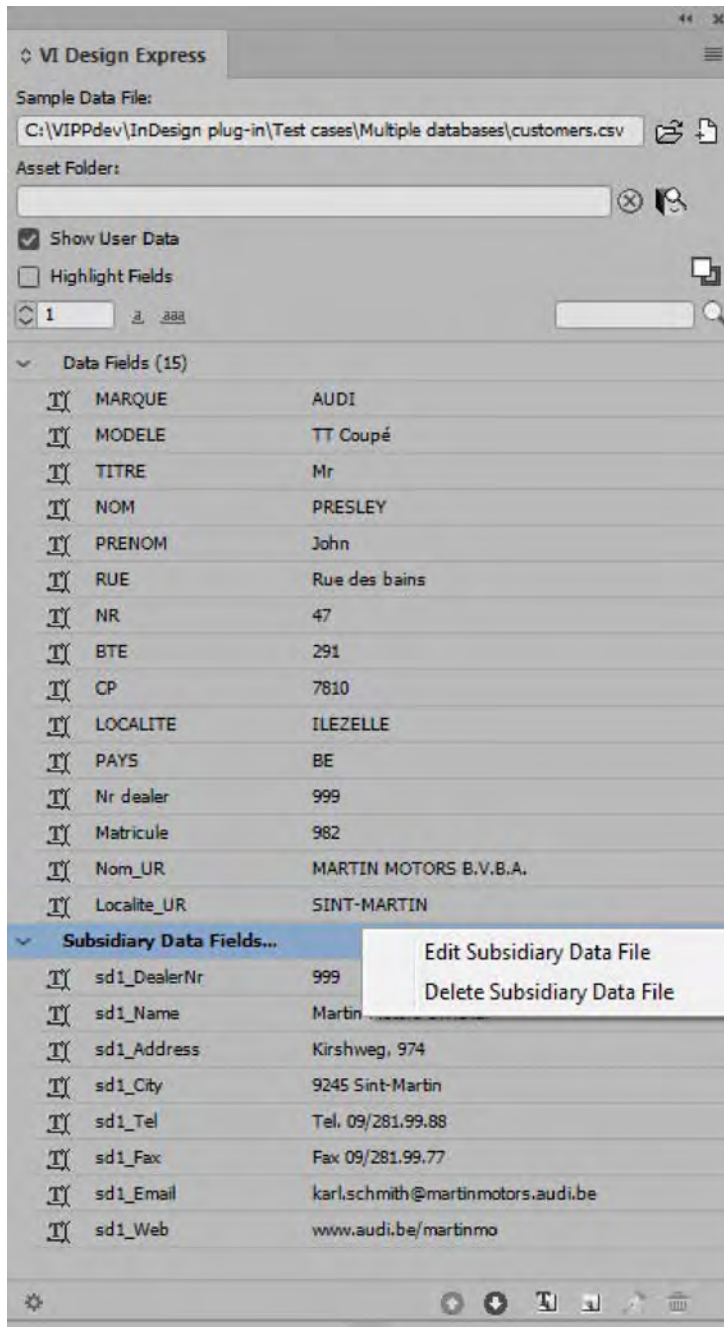 VI Design Express
Sample Data File:
C:\VIPPdev\InDesign plug-in\Test cases\Multiple databases\customers.csv
Asset Folder:
Show User Data
Highlight Fields
1 a aaa
Data Fields (15)
MARQUE AUDI
MODELE TT Coupé
TITRE Mr
NOM PRESLEY
PRENOM John
RUE Rue des bains
NR 47
BTE 291
CP 7810
LOCALITE ILEZELLE
PAYS BE
Nr dealer 999
Matricule 982
Nom_UR MARTIN MOTORS B.V.B.A.
Localite_UR SINT-MARTIN
Subsidiary Data Fields...
Edit Subsidiary Data File
sd1_DealerNr 999
Delete Subsidiary Data File
sd1_Name Martin
sd1_Address Kirshweg, 974
sd1_City 9245 Sint-Martin
sd1_Tel Tel. 09/281.99.88
sd1_Fax Fax 09/281.99.77
sd1_Email karl.schmith@martinmotors.audi.be
sd1_Web www.audi.be/martinmo